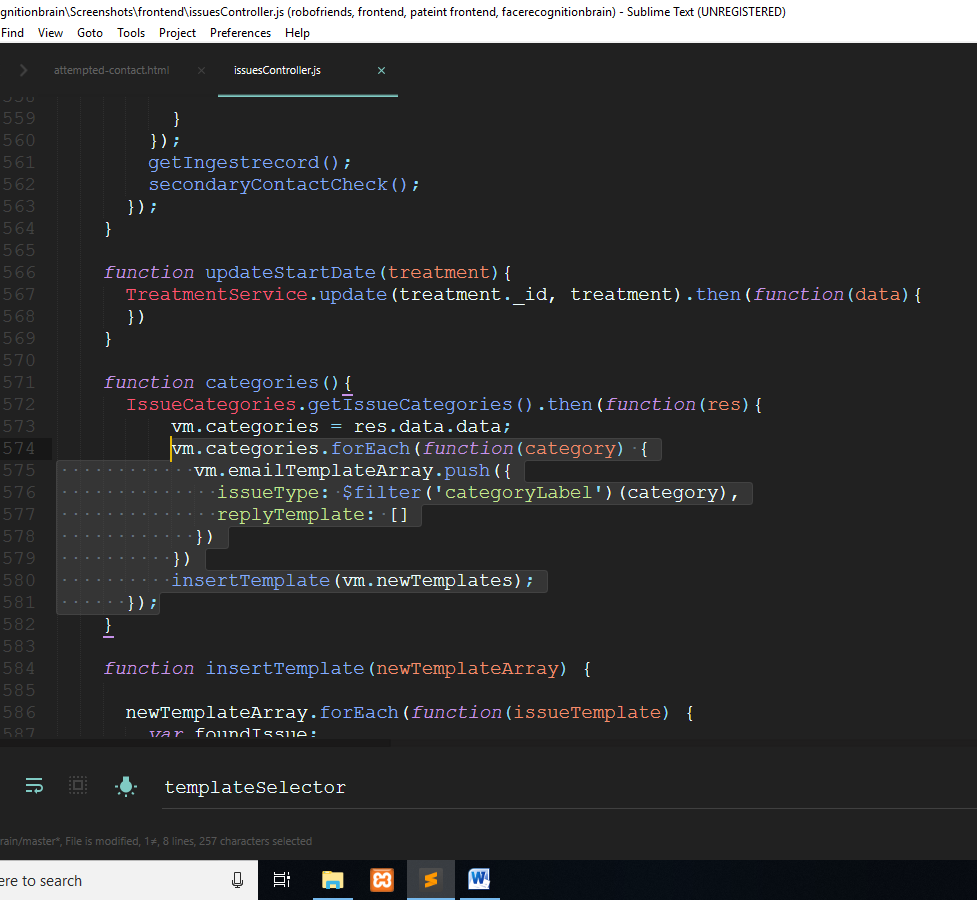 gnitionbrain\Screenshots\frontend\issuesController.js (robofriends, frontend, pateint frontend, facerecognitionbrain) - Sublime Text (UNREGISTERED)
Find View Goto Tools Project Preferences Help
attempted-contact.html × issuesController.js ×
558
559 }
560 });
561 getIngestrecord();
562 secondaryContactCheck();
563 });
564 }
565
566 function updateStartDate(treatment){
567 TreatmentService.update(treatment._id, treatment).then(function(data){
568 })
569 }
570
571 function categories(){
572 IssueCategories.getIssueCategories().then(function(res){
573 vm.categories = res.data.data;
574 vm.categories.forEach(function(category) {
575 vm.emailTemplateArray.push({
576 issueType: $filter('categoryLabel')(category),
577 replyTemplate: []
578 })
579 })
580 insertTemplate(vm.newTemplates);
581 });
582 }
583
584 function insertTemplate(newTemplateArray) {
585
586 newTemplateArray.forEach(function(issueTemplate) {
587 var foundIssue;
templateSelector
rain/master*, File is modified, 1≠, 8 lines, 257 characters selected
ere to search